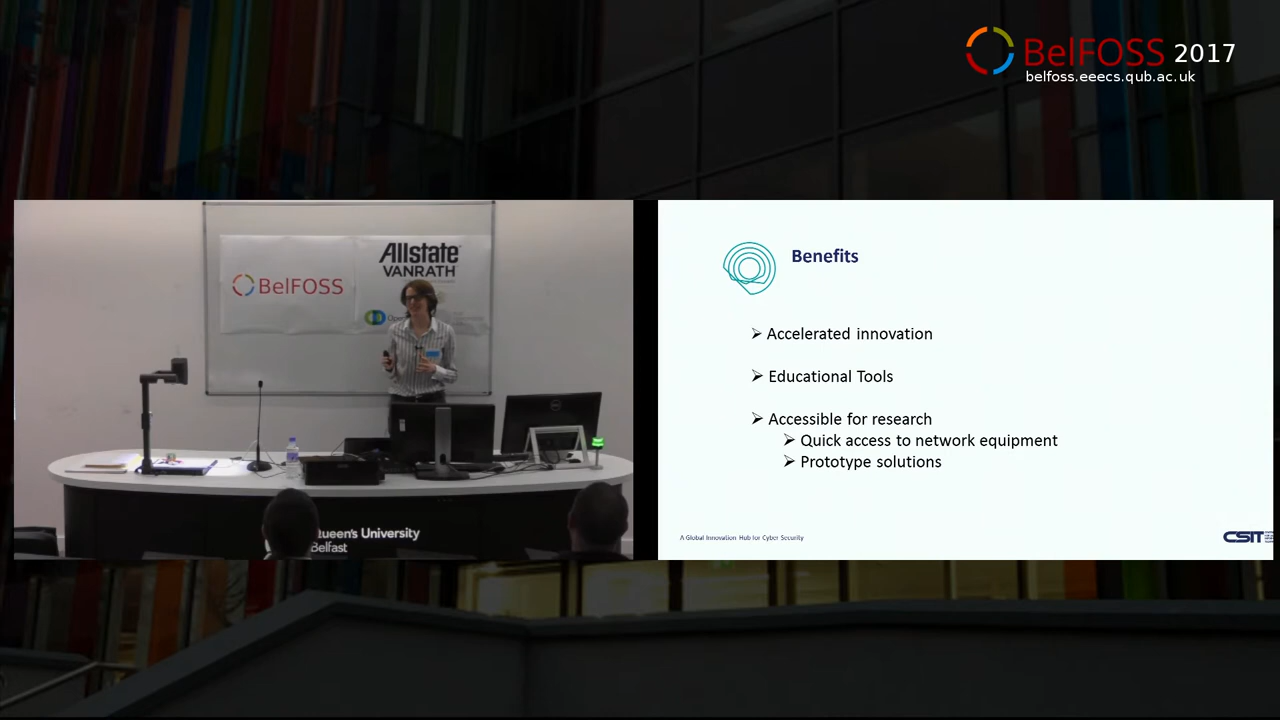 BelFOSS 2017
belfoss.eeecs.qub.ac.uk
Allstate
VANRATH
BelFOSS
Queen's University
Belfast
Benefits
➢ Accelerated innovation
➢ Educational Tools
➢ Accessible for research
➢ Quick access to network equipment
➢ Prototype solutions
A Global Innovation Hub for Cyber Security
CSIT